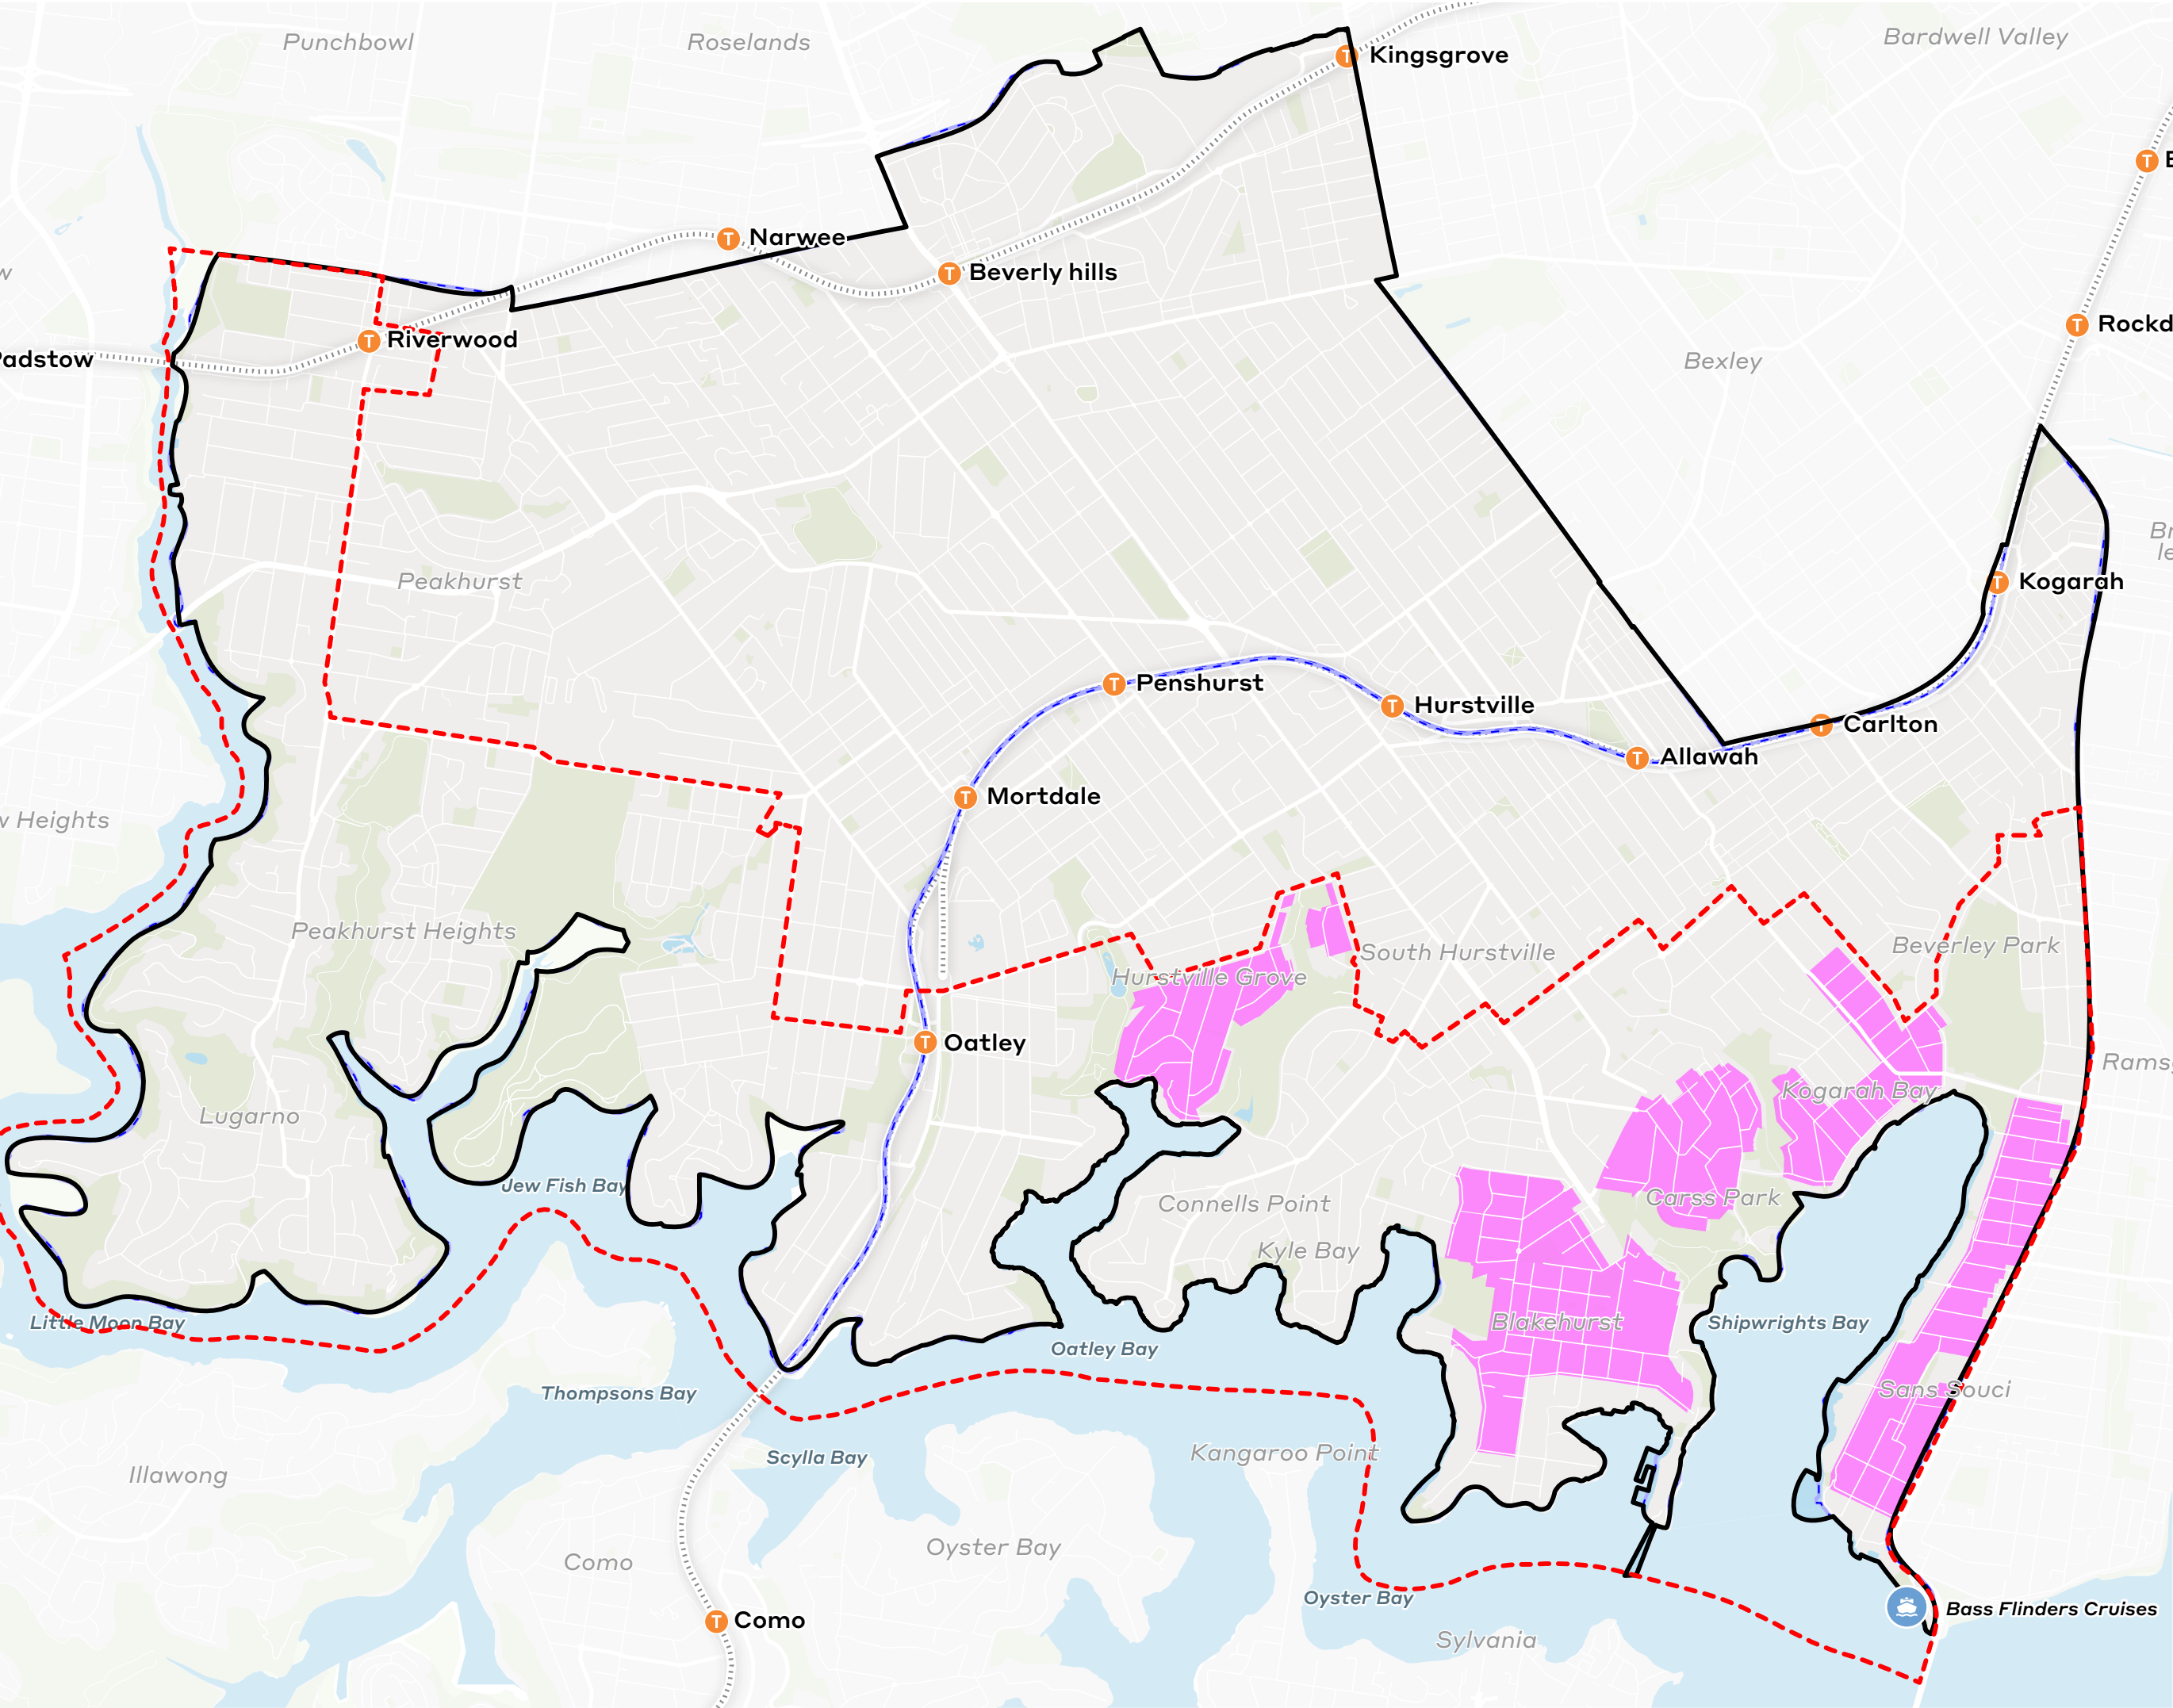 Punchbowl
Roselands
Bardwell Valley
Kingsgrove
Narwee
Beverly hills
Riverwood
Padstow
Bexley
Peakhurst
Kogarah
Penshurst
Hurstville
Carlton
Allawah
Mortdale
Heights
Peakhurst Heights
South Hurstville
Beverley Park
Hurstville Grove
Oatley
Kogarah Bay
Lugarno
Jew Fish Bay
Connells Point
Carss Park
Kyle Bay
Little Moon Bay
Blakehurst
Shipwrights Bay
Oatley Bay
Thompsons Bay
Sans Souci
Scylla Bay
Kangaroo Point
Illawong
Oyster Bay
Como
Oyster Bay
Como
Bass Flinders Cruises
Sylvania